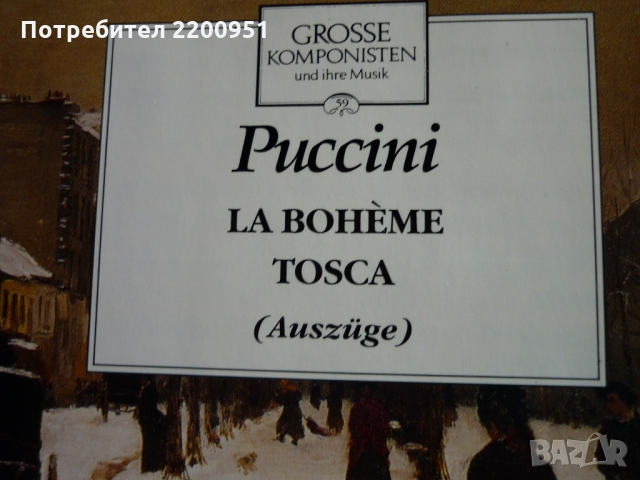 Потребител 2200951
GROSSE
KOMPONISTEN
und ihre Musik
59
Puccini
LA BOHÈME
TOSCA
(Auszüge)
BAZAR